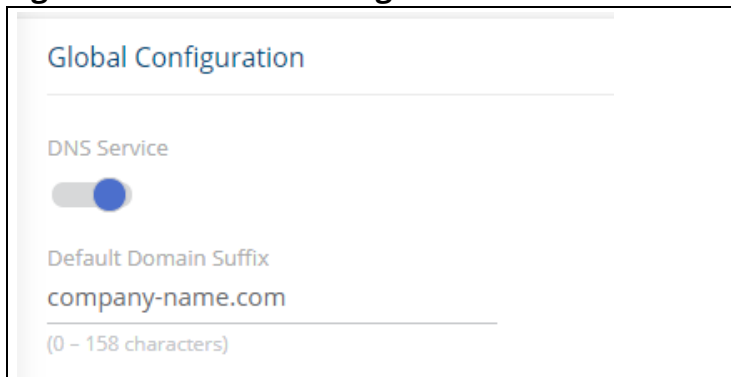 Global Configuration
DNS Service
Default Domain Suffix
company-name.com
(0 – 158 characters)